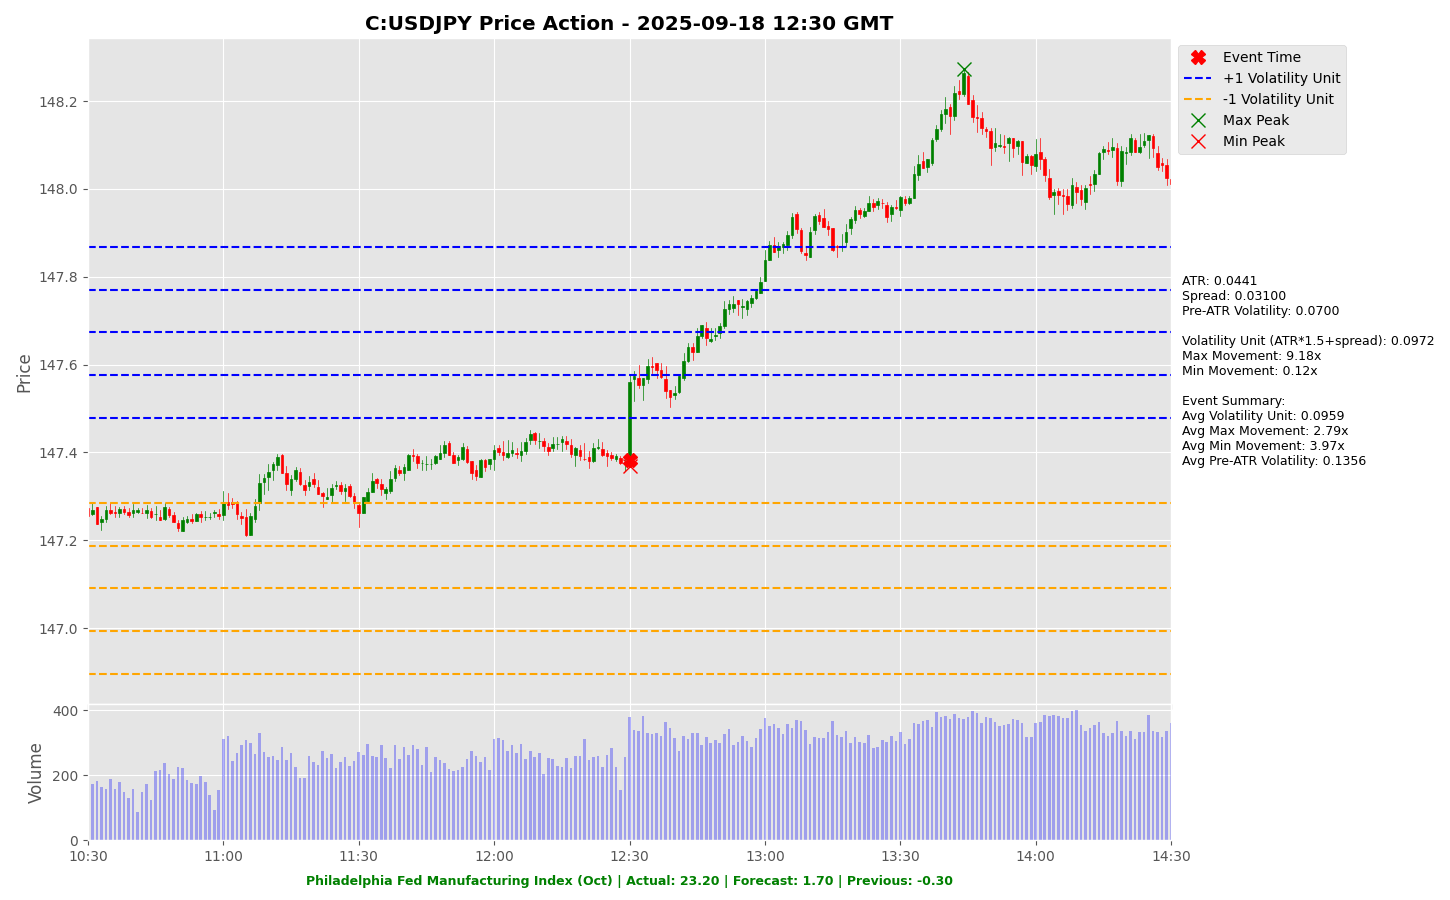 C:USDJPY Price Action - 2025-09-18 12:30 GMT
Event Time
+1 Volatility Unit
-1 Volatility Unit
Max Peak
Min Peak
Price
148.2
148.0
147.8
147.6
147.4
147.2
147.0
ATR: 0.0441
Spread: 0.03100
Pre-ATR Volatility: 0.0700
Volatility Unit (ATR*1.5+spread): 0.0972
Max Movement: 9.18x
Min Movement: 0.12x
Event Summary:
Avg Volatility Unit: 0.0959
Avg Max Movement: 2.79x
Avg Min Movement: 3.97x
Avg Pre-ATR Volatility: 0.1356
Volume
400
200
0
10:30 11:00 11:30 12:00 12:30 13:00 13:30 14:00 14:30
Philadelphia Fed Manufacturing Index (Oct) | Actual: 23.20 | Forecast: 1.70 | Previous: -0.30